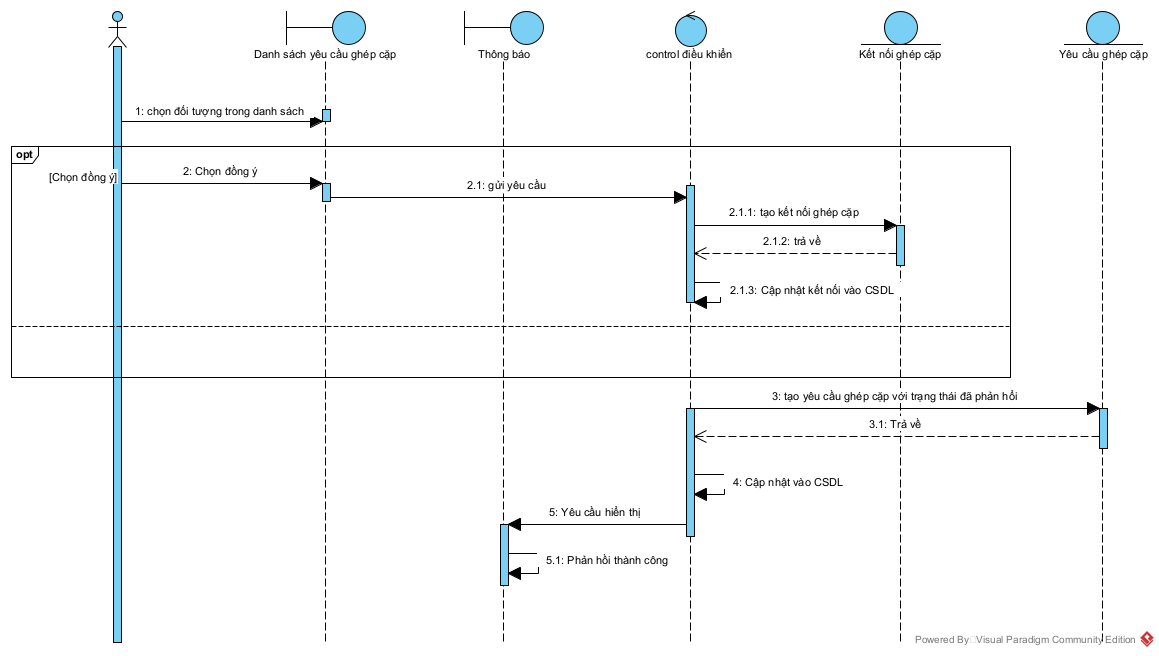 Danh sách yêu cầu ghép cặp
Thông báo
control điều khiển
Kết nối ghép cặp
Yêu cầu ghép cặp
1: chọn đối tượng trong danh sách
opt
[Chọn đồng ý]
2: Chọn đồng ý
2.1: gửi yêu cầu
2.1.1: tạo kết nối ghép cặp
2.1.2: trả về
2.1.3: Cập nhật kết nối vào CSDL
3: tạo yêu cầu ghép cặp với trạng thái đã phản hồi
3.1: Trả về
4: Cập nhật vào CSDL
5: Yêu cầu hiển thị
5.1: Phản hồi thành công
Powered By Visual Paradigm Community Edition